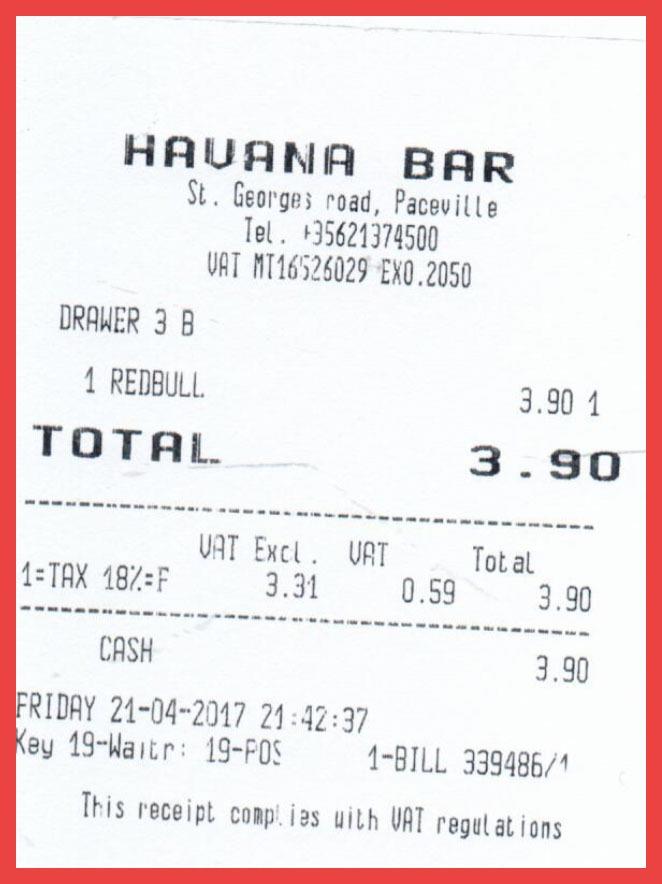 HAVANA BAR
St. Georges road, Paceville
Tel. +35621374500
VAT MT16526029 EXO.2050
DRAWER 3 B
1 REDBULL 3.90 1
TOTAL 3.90
VAT Excl. VAT Total
1=TAX 18%=F 3.31 0.59 3.90
CASH 3.90
FRIDAY 21-04-2017 21:42:37
Key 19-Waitr: 19-POS 1-BILL 339486/1
This receipt complies with VAT regulations